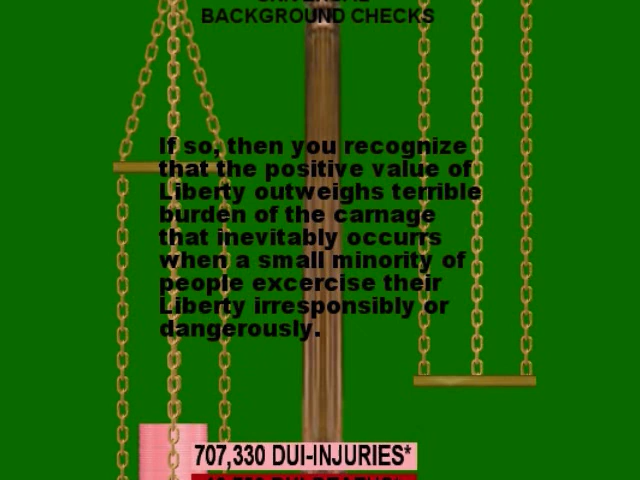 BACKGROUND CHECKS
If so, then you recognize
that the positive value of
Liberty outweighs terrible
burden of the carnage
that inevitably occurrs
when a small minority of
people excercise their
Liberty irresponsibly or
dangerously.
707,330 DUI-INJURIES*